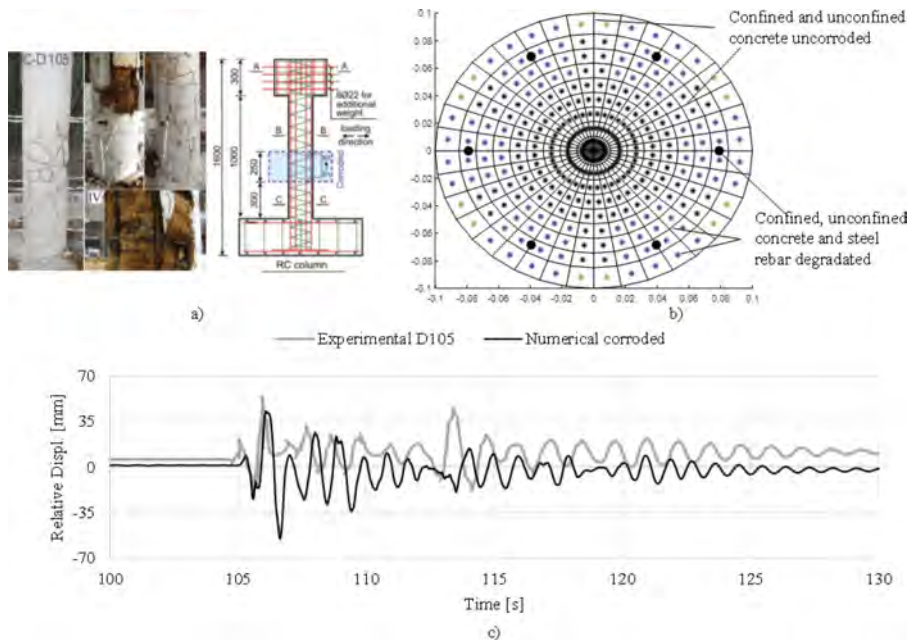 C-D105
IV
A A
300
8Ø22 for
additional
weight
B B
loading
direction
1600
1000
250
Corroded
300
C C
RC column
a)
0.1
0.08
0.06
0.04
0.02
0
-0.02
-0.04
-0.06
-0.08
-0.1
-0.1 -0.08 -0.06 -0.04 -0.02 0 0.02 0.04 0.06 0.08 0.1
Confined and unconfined
concrete uncorroded
Confined, unconfined
concrete and steel
rebar degradated
b)
Experimental D105 Numerical corroded
Relative Displ. [mm]
70
35
0
-35
-70
100 105 110 115 120 125 130
Time [s]
c)